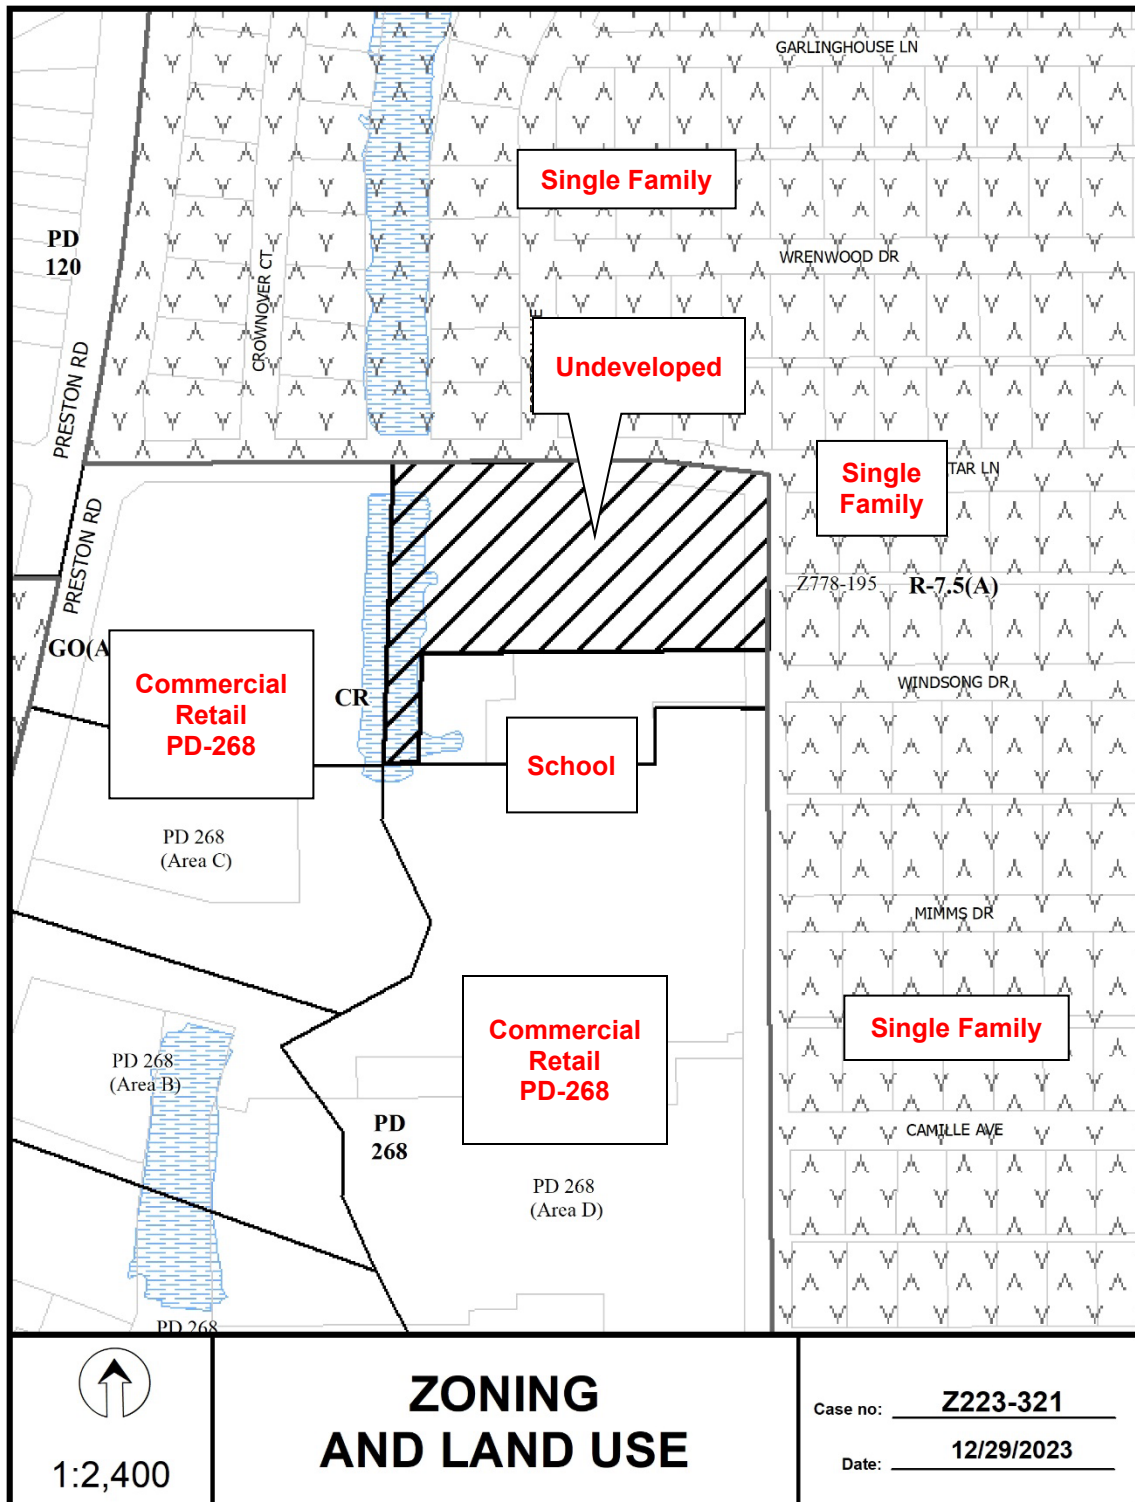 GARLINGHOUSE LN
Single Family
PD
120
WRENWOOD DR
CROWNOVER CT
PRESTON RD
Undeveloped
Single
Family
TAR LN
PRESTON RD
Z778-195
R-7.5(A)
GO(A
Commercial
Retail
PD-268
CR
WINDSONG DR
School
PD 268
(Area C)
MIMMS DR
Commercial
Retail
PD-268
Single Family
PD 268
(Area B)
PD
268
CAMILLE AVE
PD 268
(Area D)
PD 268
1:2,400
ZONING
AND LAND USE
Case no: Z223-321
Date: 12/29/2023